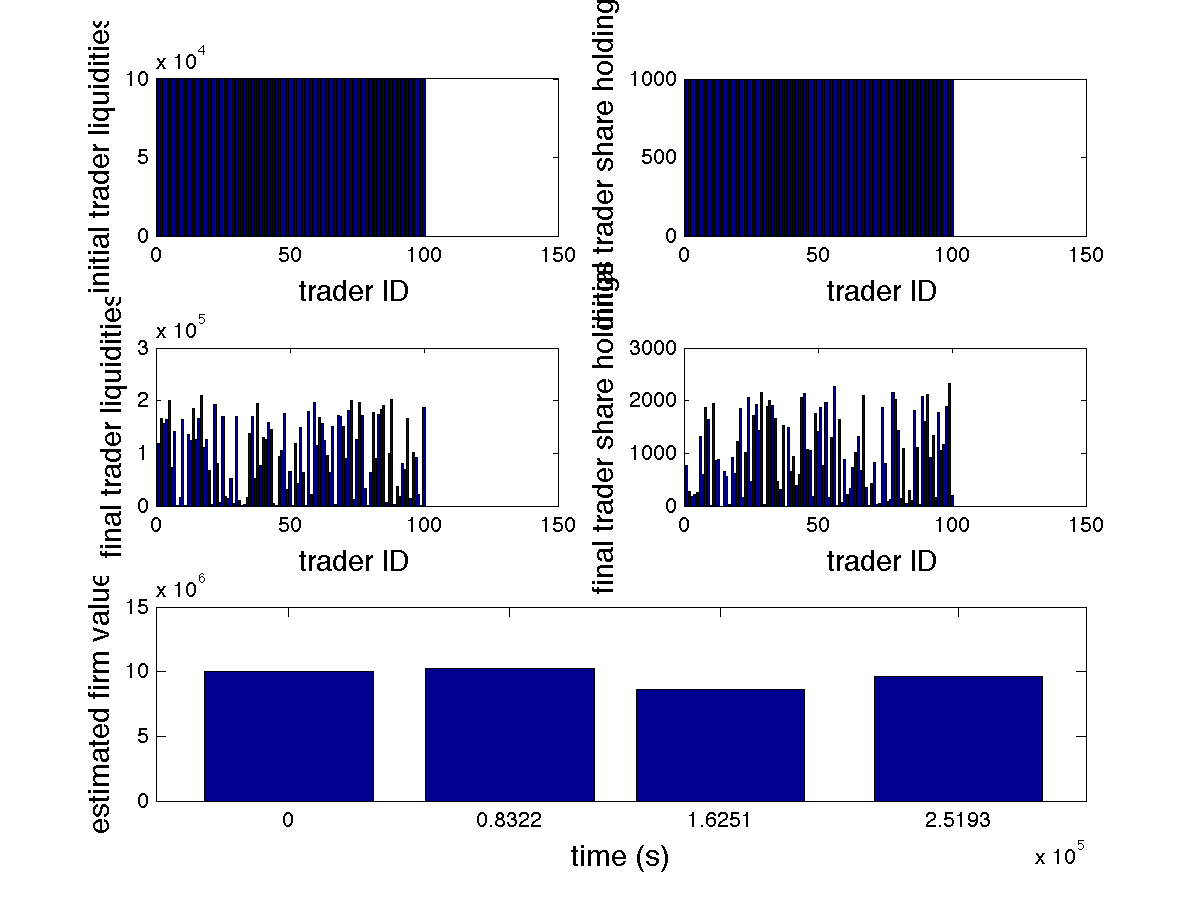 x 10^4
10
5
0
0 50 100 150
initial trader liquidities
trader ID
1000
500
0
0 50 100 150
trader share holding
trader ID
x 10^5
3
2
1
0
0 50 100 150
final trader liquidities
trader ID
3000
2000
1000
0
0 50 100 150
final trader share holdings
trader ID
x 10^6
15
10
5
0
0 0.8322 1.6251 2.5193
x 10^5
estimated firm value
time (s)